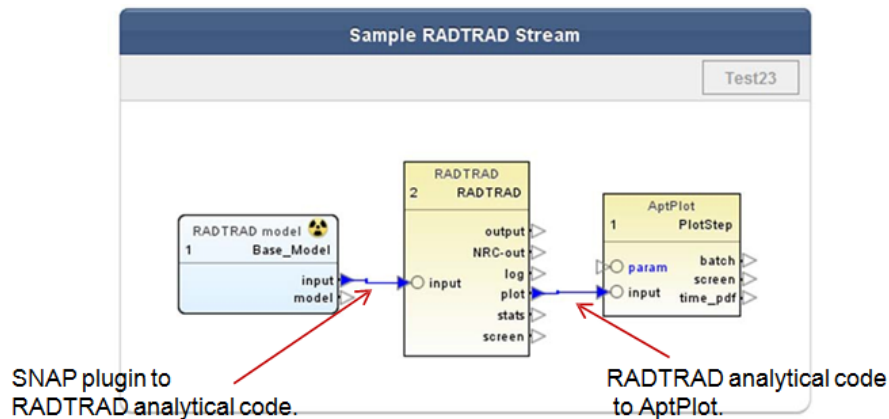 Sample RADTRAD Stream
Test23
RADTRAD model
1 Base_Model
input
model
RADTRAD
2 RADTRAD
input
output
NRC-out
log
plot
stats
screen
AptPlot
1 PlotStep
param
input
batch
screen
time_pdf
SNAP plugin to
RADTRAD analytical code.
RADTRAD analytical code
to AptPlot.